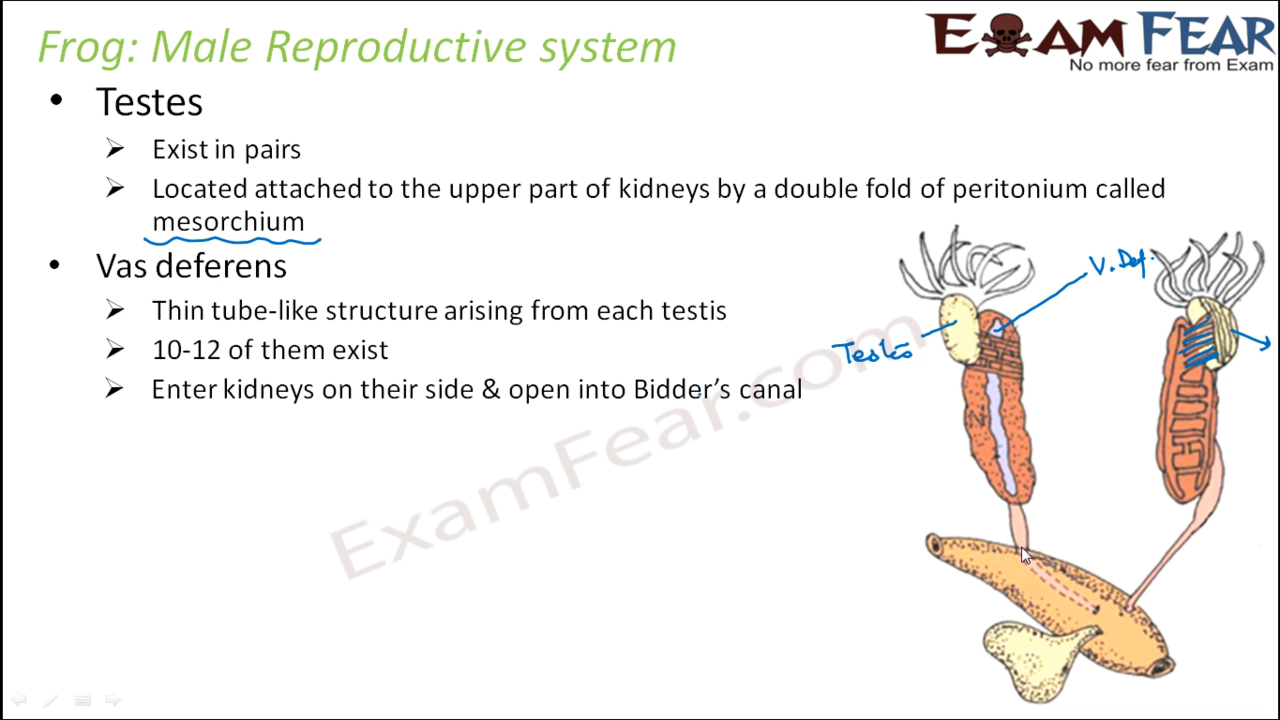 Frog: Male Reproductive system
EXAM FEAR
No more fear from Exam
• Testes
➢ Exist in pairs
➢ Located attached to the upper part of kidneys by a double fold of peritonium called
mesorchium
• Vas deferens
➢ Thin tube-like structure arising from each testis
➢ 10-12 of them exist
➢ Enter kidneys on their side & open into Bidder’s canal
V. Def.
Testis
ExamFear.com